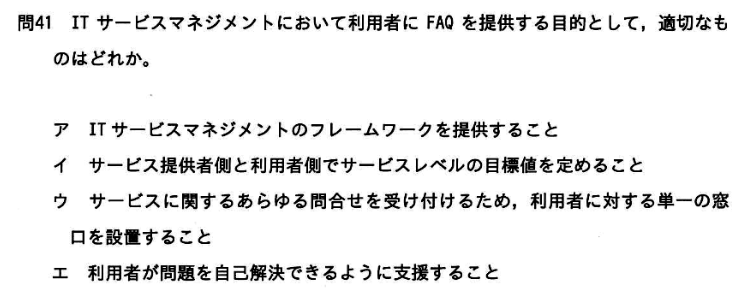 問41 IT サービスマネジメントにおいて利用者に FAQ を提供する目的として，適切なも
のはどれか。
ア IT サービスマネジメントのフレームワークを提供すること
イ サービス提供者側と利用者側でサービスレベルの目標値を定めること
ウ サービスに関するあらゆる問合せを受け付けるため，利用者に対する単一の窓
口を設置すること
エ 利用者が問題を自己解決できるように支援すること